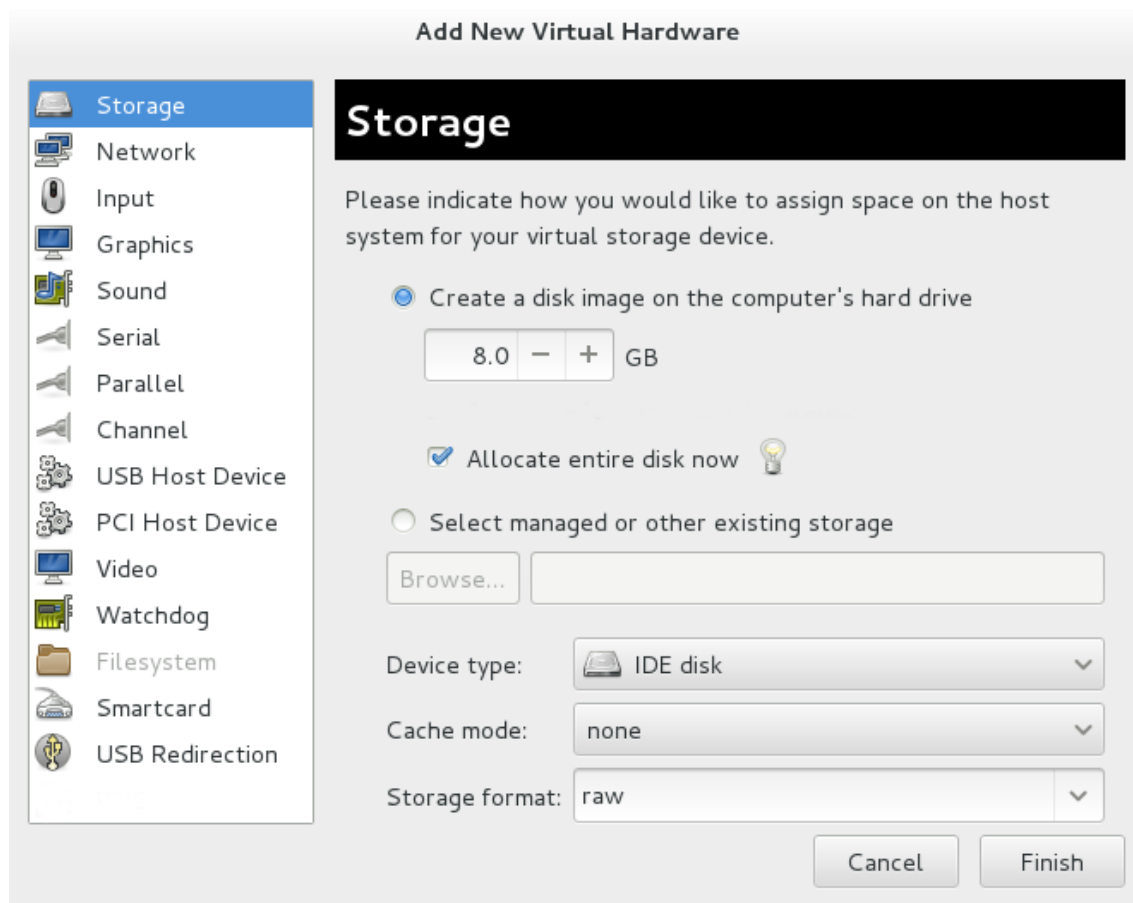 Add New Virtual Hardware
Storage
Network
Input
Graphics
Sound
Serial
Parallel
Channel
USB Host Device
PCI Host Device
Video
Watchdog
Filesystem
Smartcard
USB Redirection
Storage
Please indicate how you would like to assign space on the host
system for your virtual storage device.
Create a disk image on the computer's hard drive
8.0 − + GB
Allocate entire disk now
Select managed or other existing storage
Browse...
Device type: IDE disk
Cache mode: none
Storage format: raw
Cancel Finish